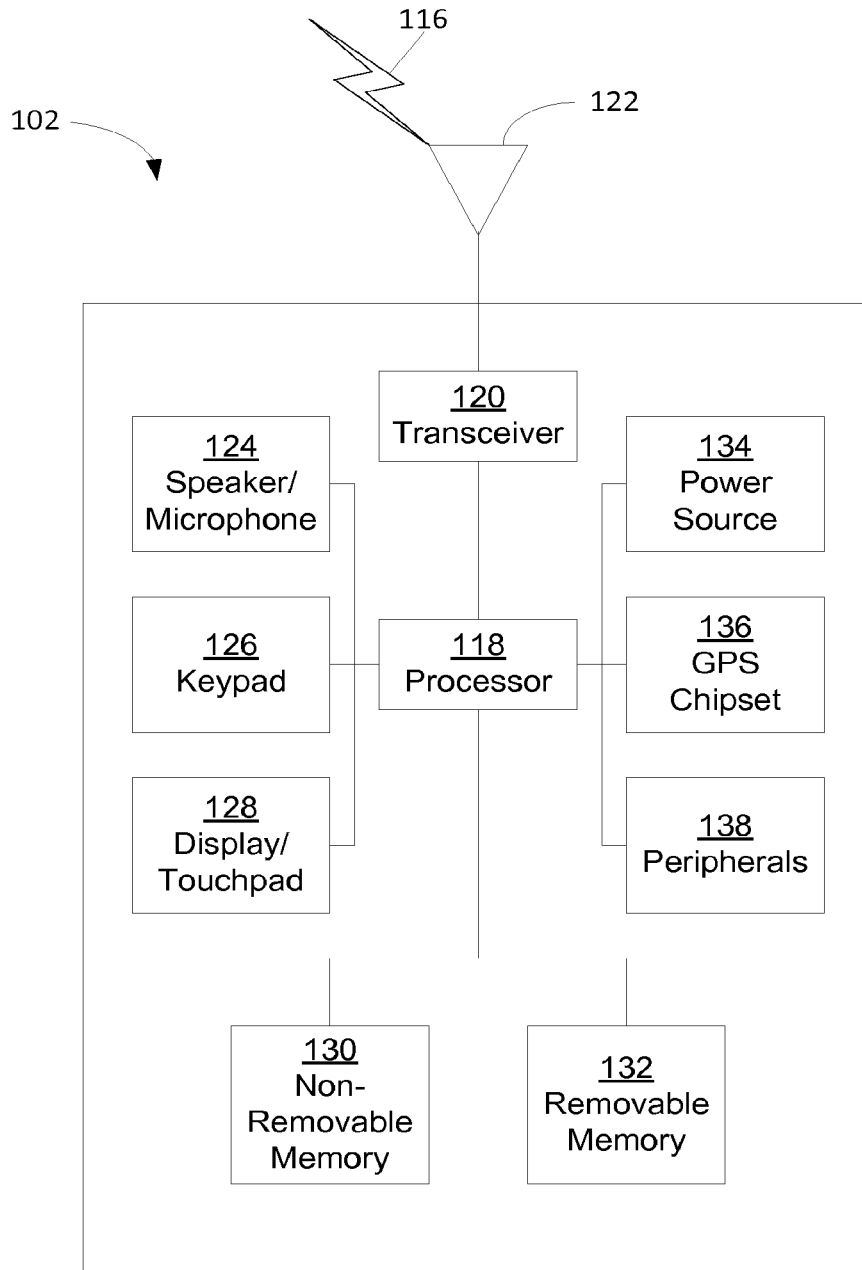 116
122
102
120
Transceiver
124
Speaker/
Microphone
134
Power
Source
126
Keypad
118
Processor
136
GPS
Chipset
128
Display/
Touchpad
138
Peripherals
130
Non-
Removable
Memory
132
Removable
Memory